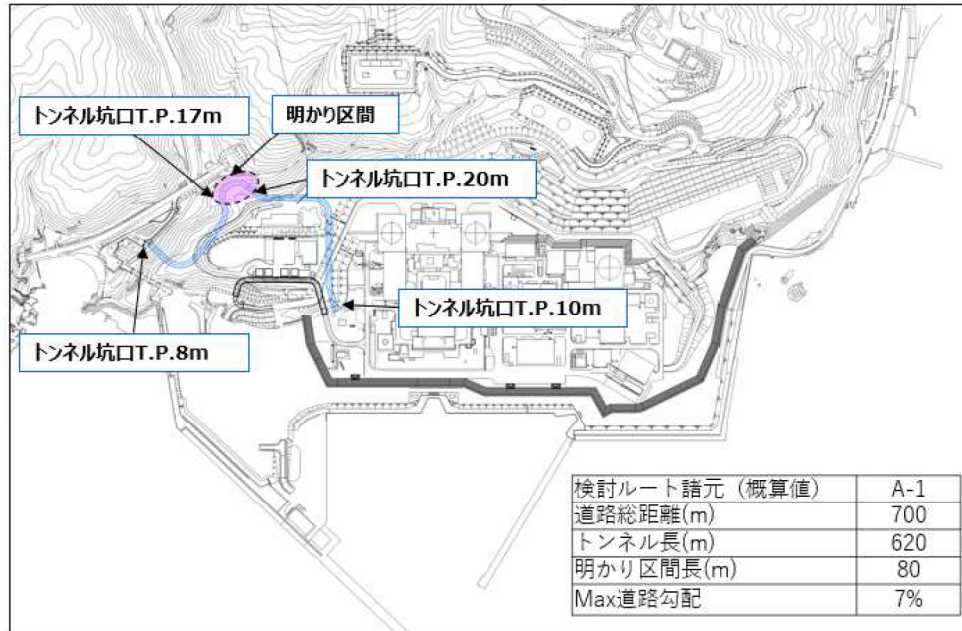 トンネル坑口T.P.17m
明かり区間
トンネル坑口T.P.20m
トンネル坑口T.P.10m
トンネル坑口T.P.8m
検討ルート諸元（概算値） A-1
道路総距離(m) 700
トンネル長(m) 620
明かり区間長(m) 80
Max道路勾配 7%